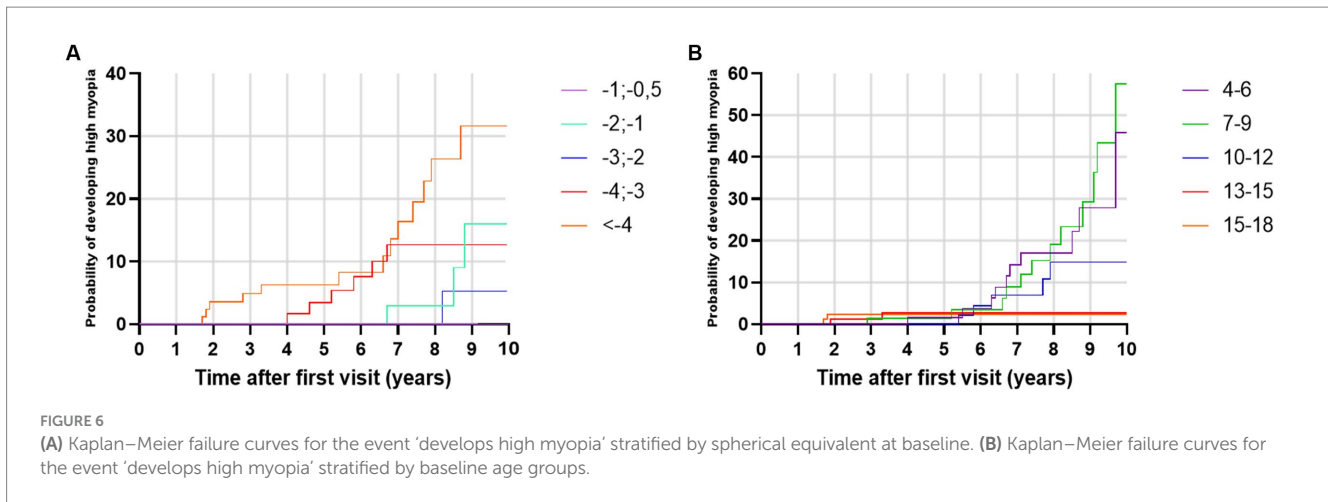 A
Probability of developing high myopia
40
30
20
10
0
0 1 2 3 4 5 6 7 8 9 10
Time after first visit (years)
-1;-0,5
-2;-1
-3;-2
-4;-3
<-4
B
Probability of developing high myopia
60
50
40
30
20
10
0
0 1 2 3 4 5 6 7 8 9 10
Time after first visit (years)
4-6
7-9
10-12
13-15
15-18
FIGURE 6
(A) Kaplan–Meier failure curves for the event ‘develops high myopia’ stratified by spherical equivalent at baseline. (B) Kaplan–Meier failure curves for
the event ‘develops high myopia’ stratified by baseline age groups.